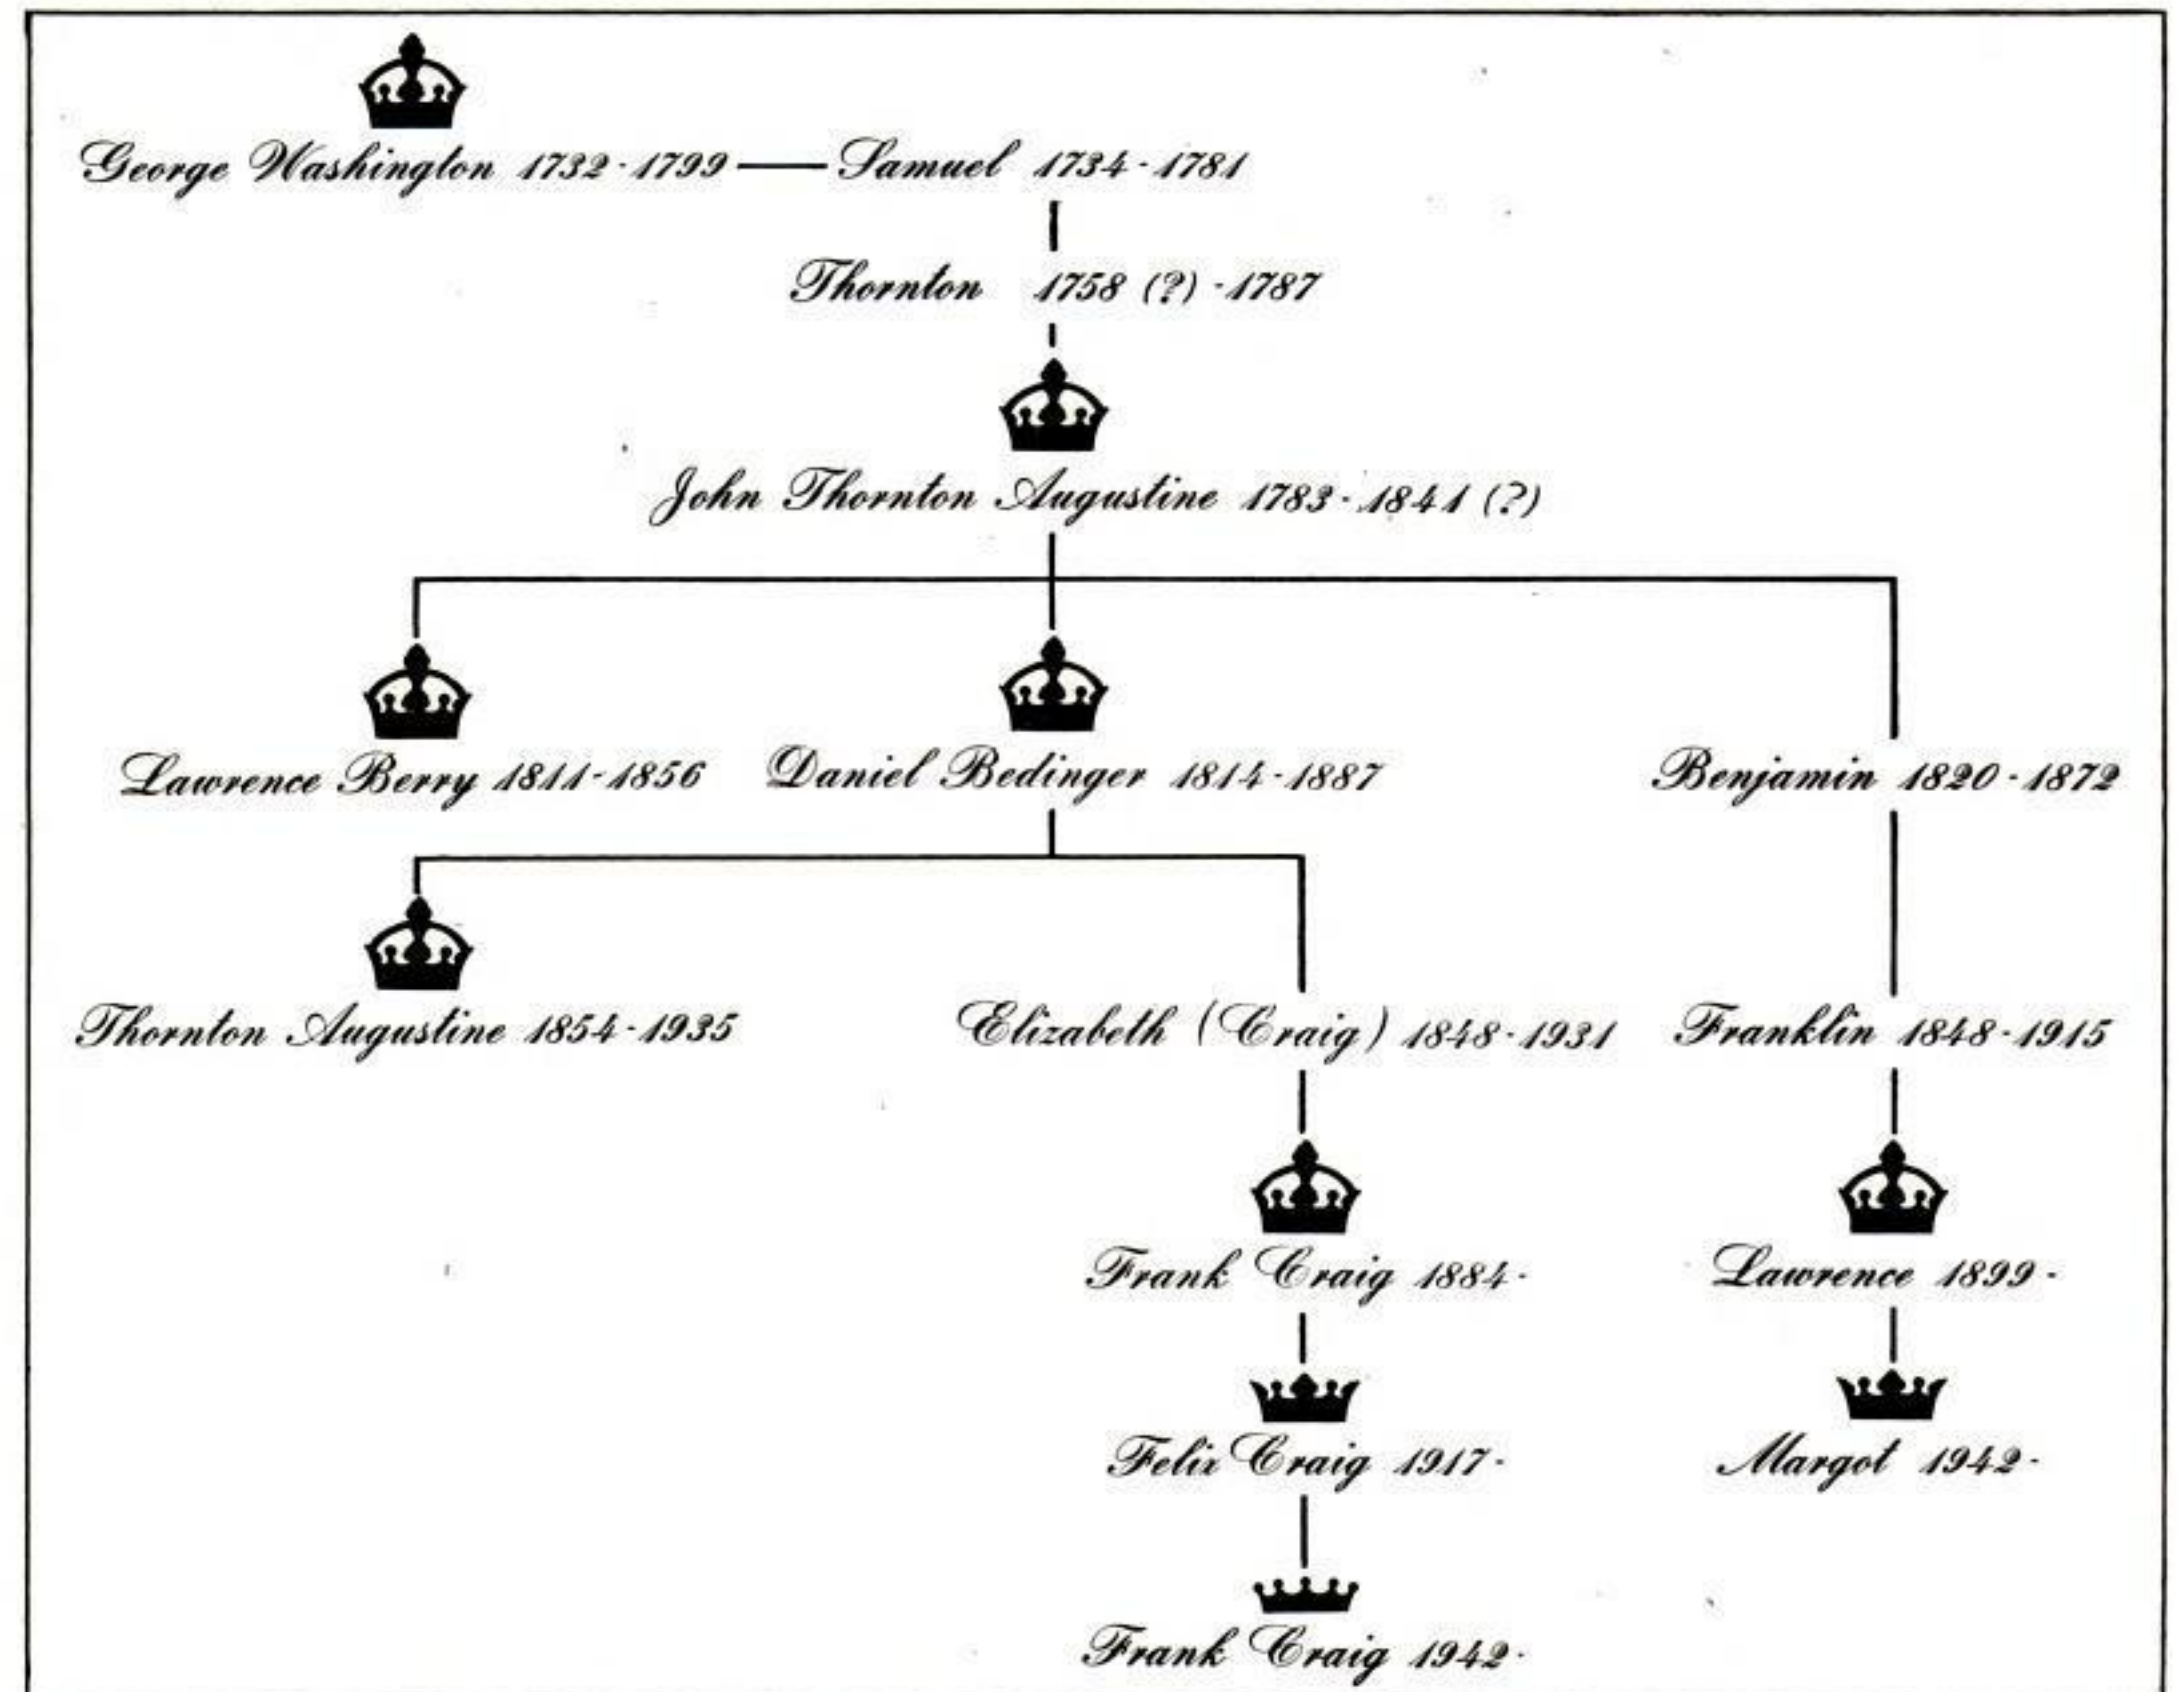 George Washington 1732-1799 — Samuel 1734-1781
Thornton 1758 (?) -1787
John Thornton Augustine 1783-1841 (?)
Lawrence Berry 1811-1856 Daniel Bedinger 1814-1887 Benjamin 1820-1872
Thornton Augustine 1854-1935 Elizabeth (Craig) 1848-1931 Franklin 1848-1915
Frank Craig 1884- Lawrence 1899-
Felix Craig 1917- Margot 1942-
Frank Craig 1942-